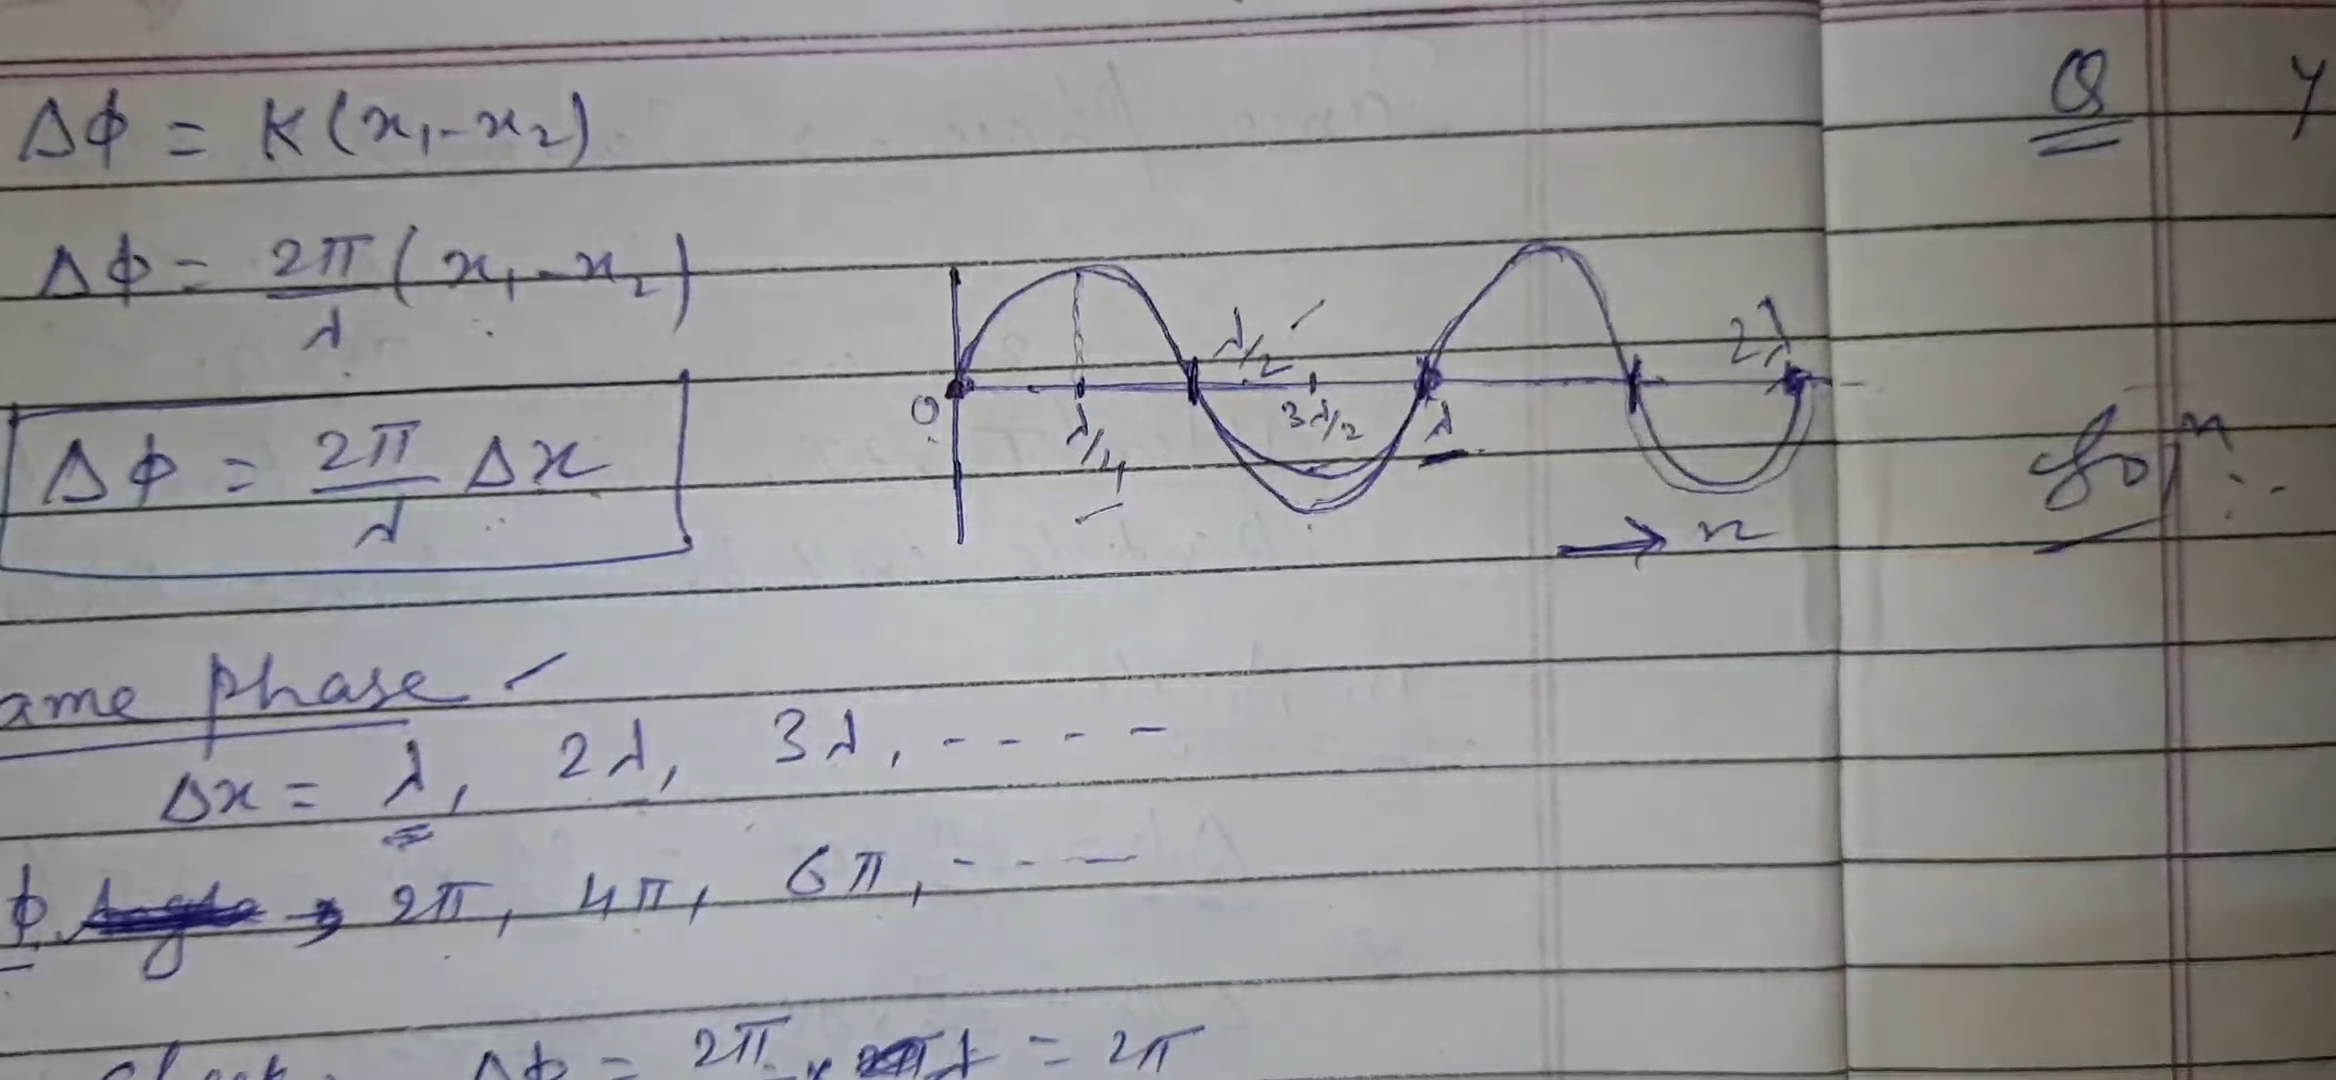 Δϕ = K(x₁-x₂)
Q
y
Δϕ = 2π/λ (x₁-x₂)
λ/2
2λ
0
λ/4
3λ/2
λ
Δϕ = 2π/λ Δx
Solⁿ:-
→ x
ame phase -
Δx = λ, 2λ, 3λ, - - - -
ϕ → 2π, 4π, 6π, - - -
Δϕ = 2π × λ = 2π